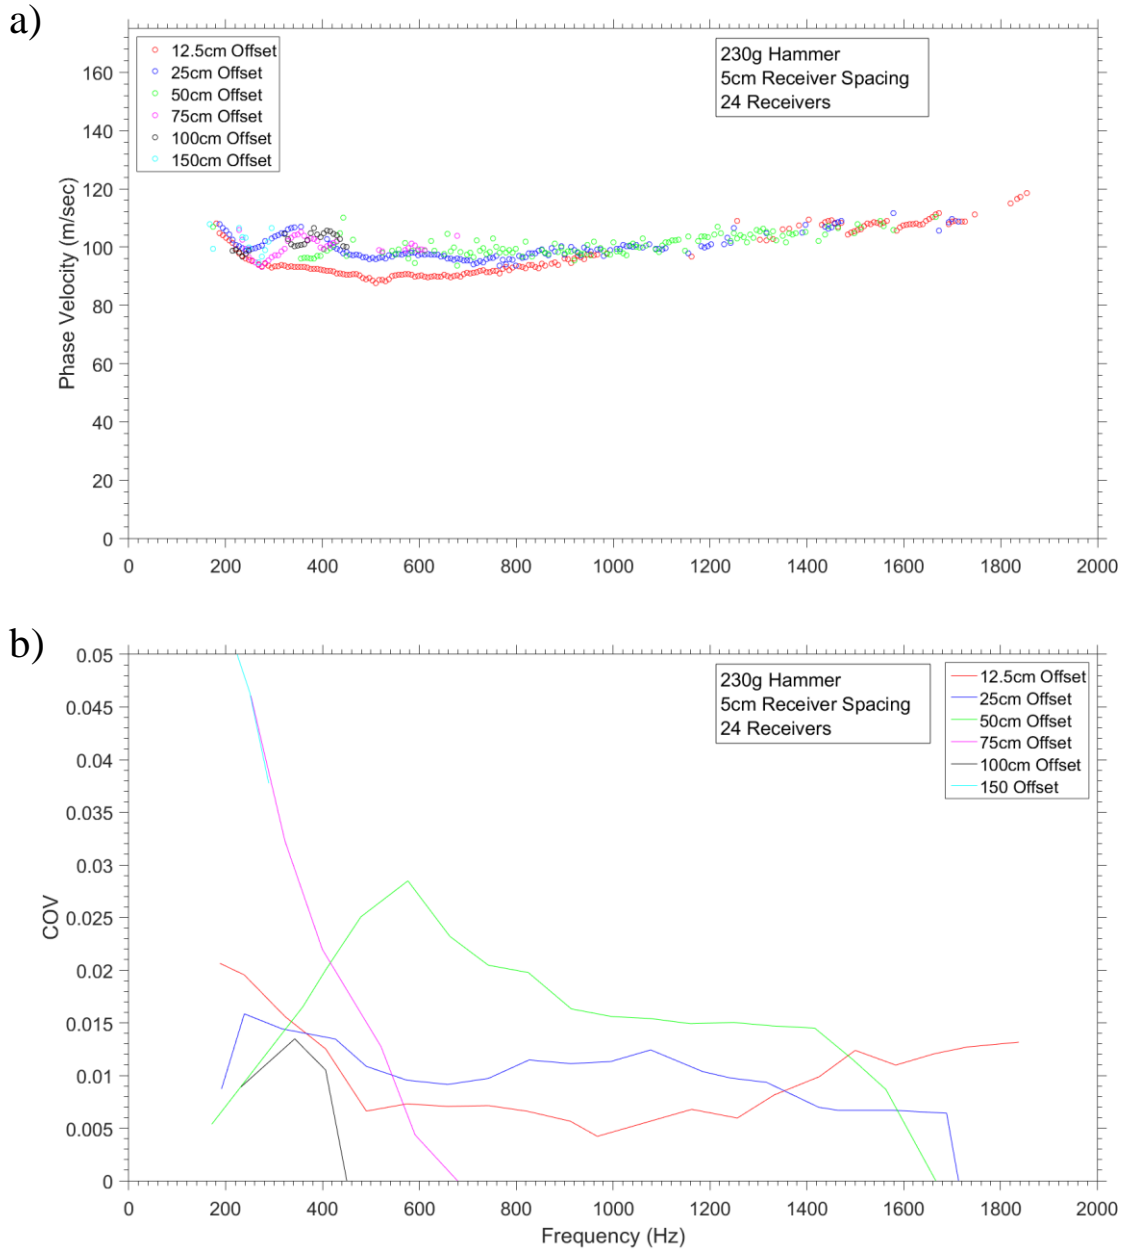 a)
12.5cm Offset
25cm Offset
50cm Offset
75cm Offset
100cm Offset
150cm Offset
230g Hammer
5cm Receiver Spacing
24 Receivers
160
140
120
100
80
60
40
20
0
Phase Velocity (m/sec)
0 200 400 600 800 1000 1200 1400 1600 1800 2000
b)
230g Hammer
5cm Receiver Spacing
24 Receivers
12.5cm Offset
25cm Offset
50cm Offset
75cm Offset
100cm Offset
150 Offset
0.05
0.045
0.04
0.035
0.03
0.025
0.02
0.015
0.01
0.005
0
COV
0 200 400 600 800 1000 1200 1400 1600 1800 2000
Frequency (Hz)